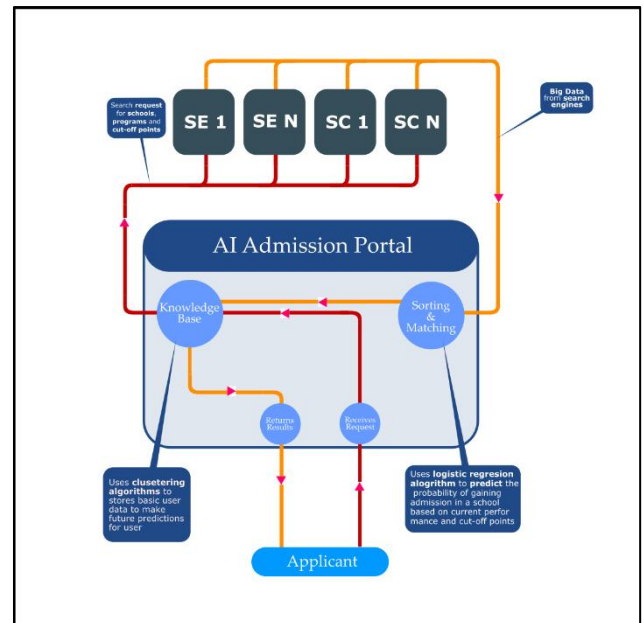 Search request
for schools,
programs and
cut-off points
SE 1
SE N
SC 1
SC N
Big Data
from search
engines
AI Admission Portal
Knowledge
Base
Sorting
&
Matching
Returns
Results
Receives
Request
Uses clusetering
algorithms to
stores basic user
data to make
future predictions
for user
Uses logistic regresion
alogrithm to predict the
probability of gaining
admission in a school
based on current perfor
mance and cut-off points
Applicant